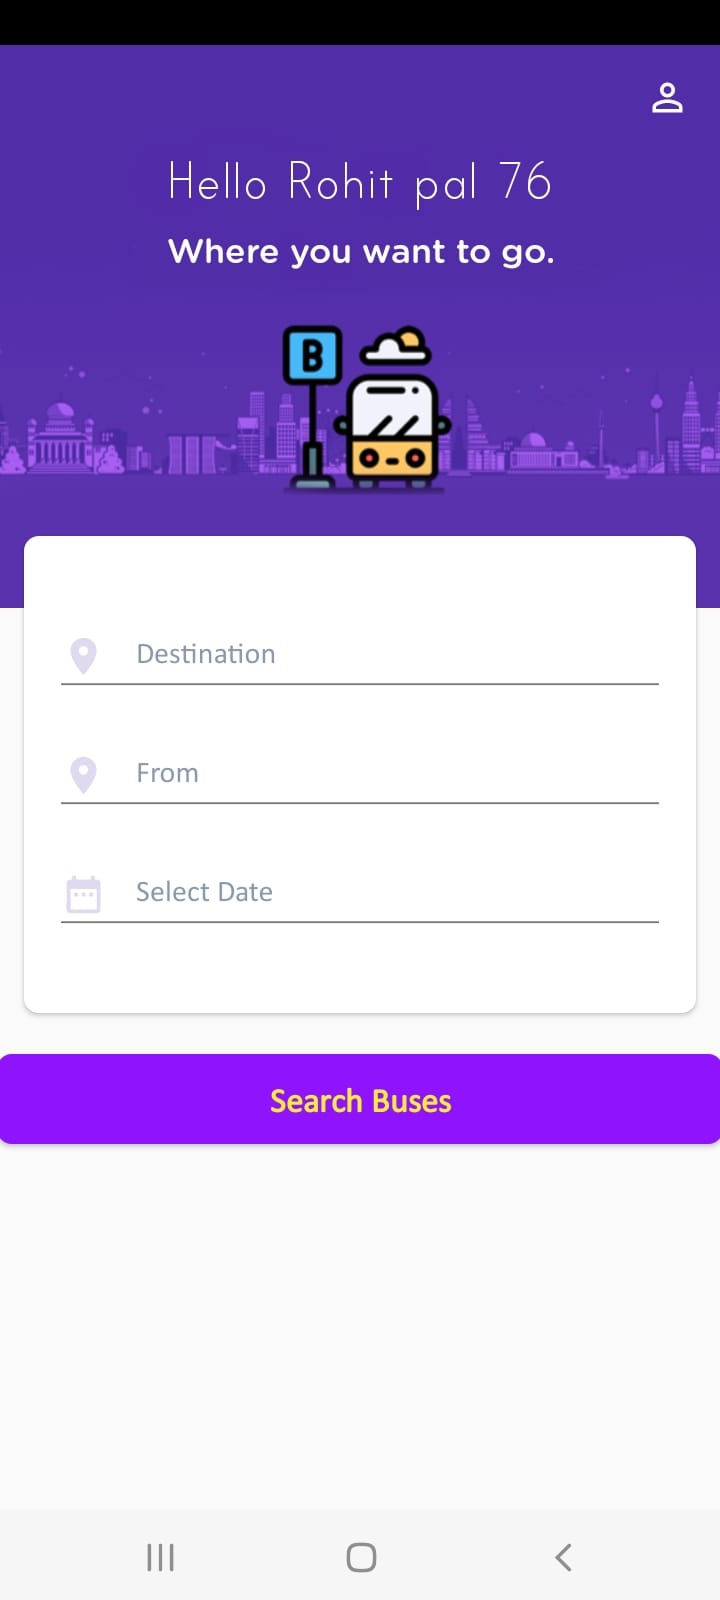 Hello Rohit pal 76
Where you want to go.
B
Destination
From
Select Date
Search Buses